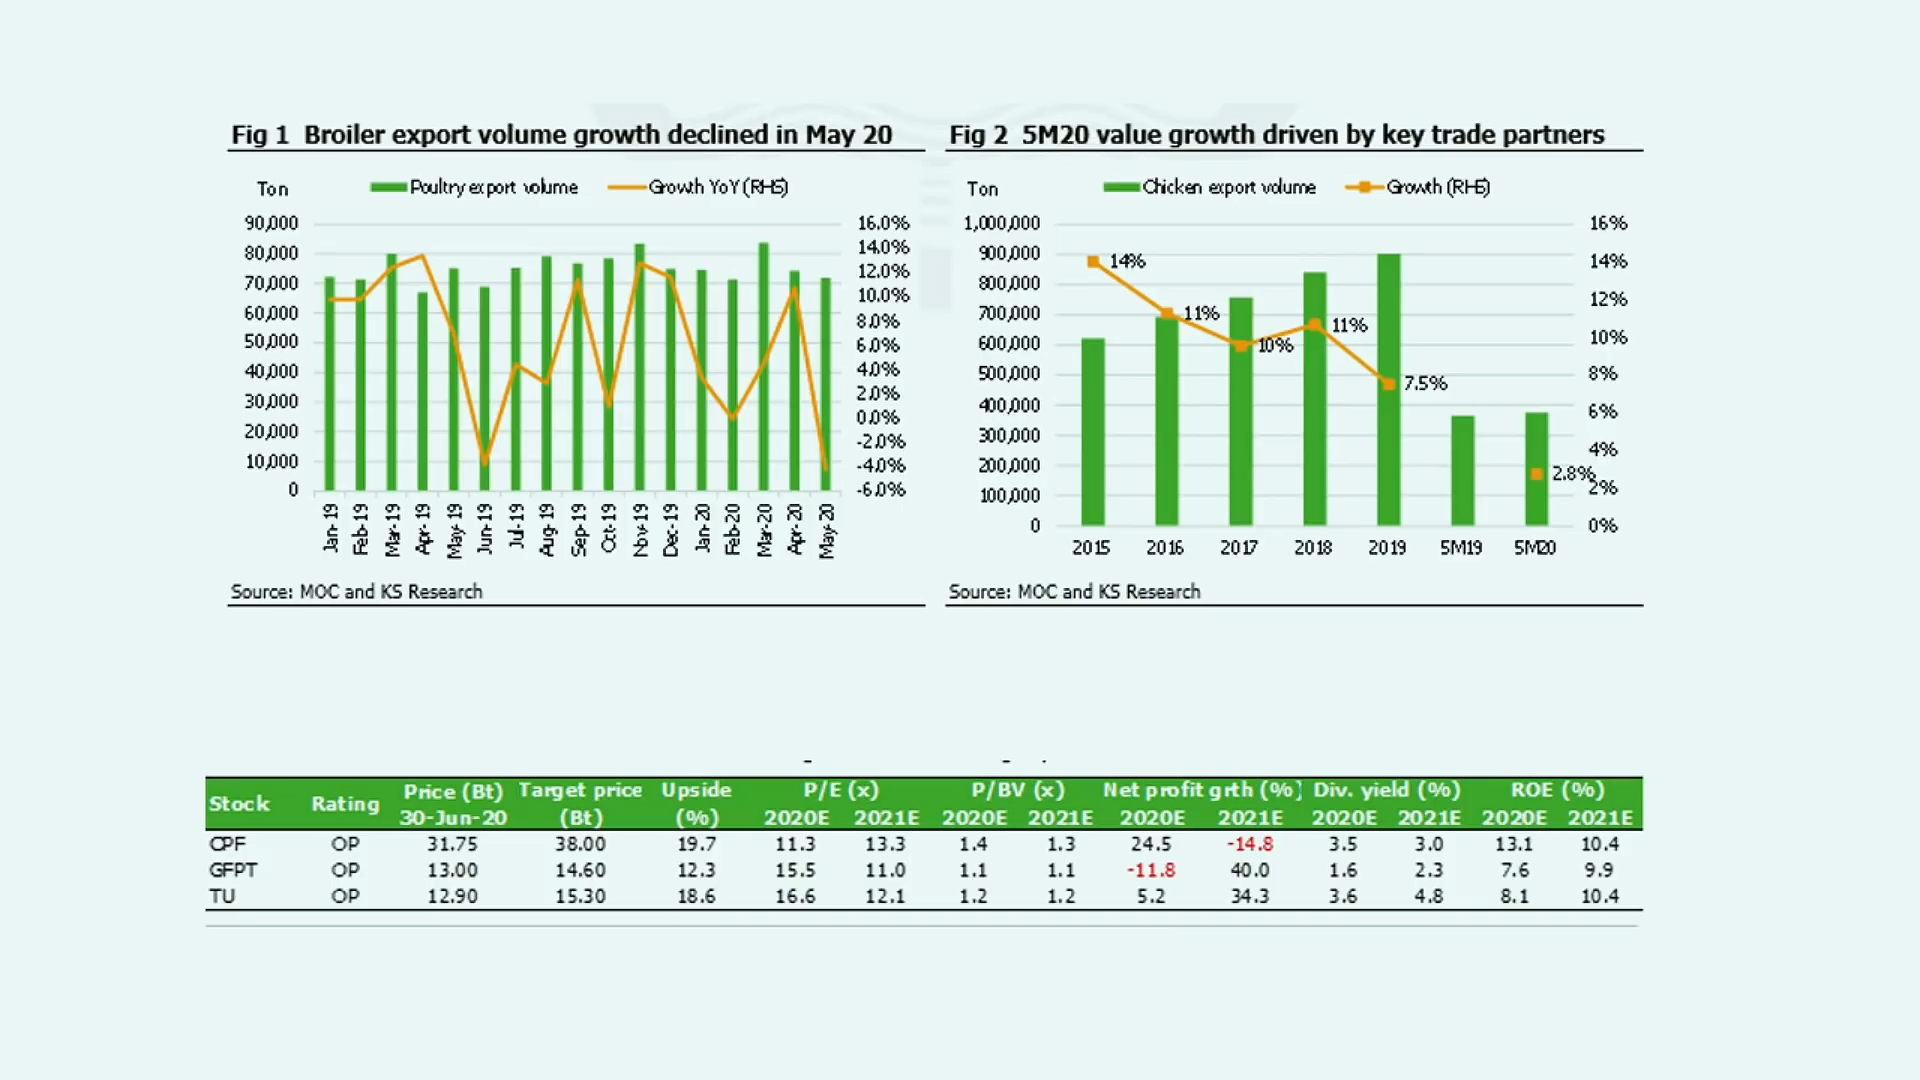 Fig 1 Broiler export volume growth declined in May 20
Ton
Poultry export volume
Growth YoY (RHS)
90,000
80,000
70,000
60,000
50,000
40,000
30,000
20,000
10,000
0
16.0%
14.0%
12.0%
10.0%
8.0%
6.0%
4.0%
2.0%
0.0%
-2.0%
-4.0%
-6.0%
Jan-19
Feb-19
Mar-19
Apr-19
May-19
Jun-19
Jul-19
Aug-19
Sep-19
Oct-19
Nov-19
Dec-19
Jan-20
Feb-20
Mar-20
Apr-20
May-20
Source: MOC and KS Research
Fig 2 5M20 value growth driven by key trade partners
Ton
Chicken export volume
Growth (RHS)
1,000,000
900,000
800,000
700,000
600,000
500,000
400,000
300,000
200,000
100,000
0
14%
11%
10%
11%
7.5%
2.8%
16%
14%
12%
10%
8%
6%
4%
2%
0%
2015 2016 2017 2018 2019 5M19 5M20
Source: MOC and KS Research
Stock Rating Price (Bt) Target price Upside P/E (x) P/BV (x) Net profit grth (%) Div. yield (%) ROE (%)
30-Jun-20 (Bt) (%) 2020E 2021E 2020E 2021E 2020E 2021E 2020E 2021E 2020E 2021E
CPF OP 31.75 38.00 19.7 11.3 13.3 1.4 1.3 24.5 -14.8 3.5 3.0 13.1 10.4
GFPT OP 13.00 14.60 12.3 15.5 11.0 1.1 1.1 -11.8 40.0 1.6 2.3 7.6 9.9
TU OP 12.90 15.30 18.6 16.6 12.1 1.2 1.2 5.2 34.3 3.6 4.8 8.1 10.4